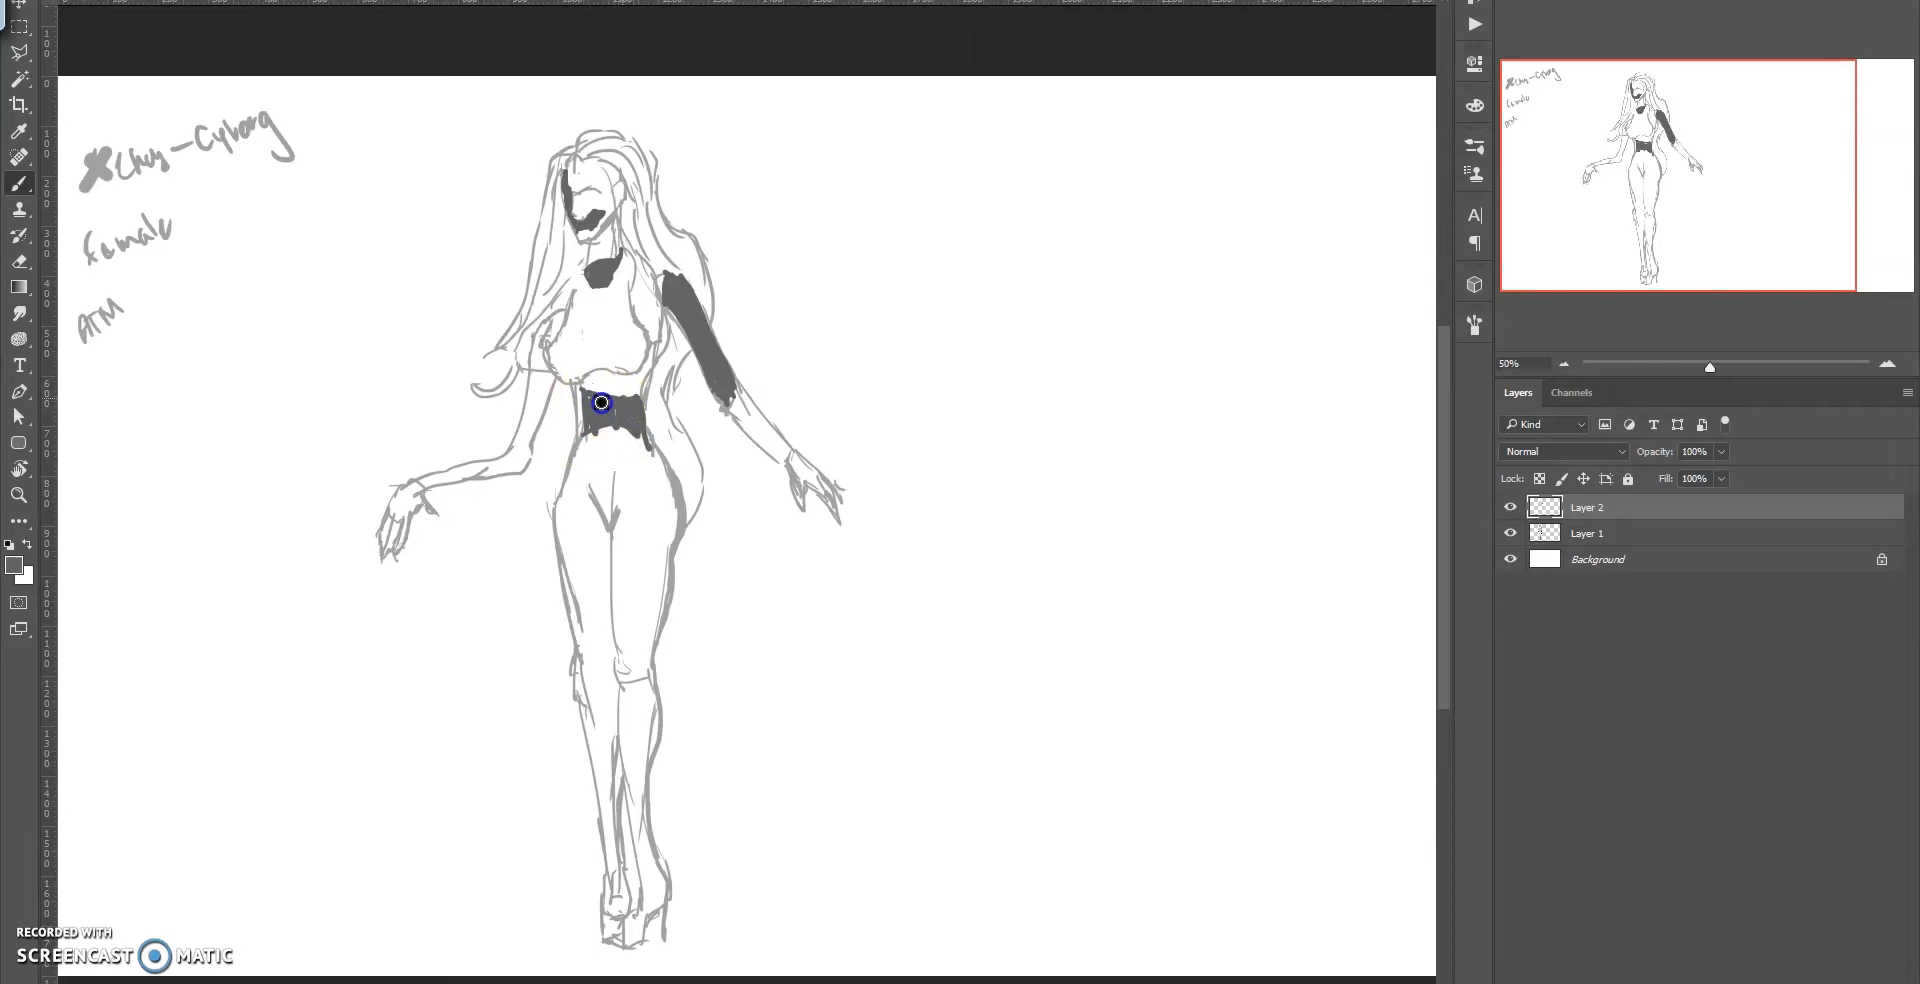 Cyborg
Female
ATM
RECORDED WITH
SCREENCAST MATIC
50%
Layers Channels
Kind
Normal Opacity: 100%
Lock: Fill: 100%
Layer 2
Layer 1
Background